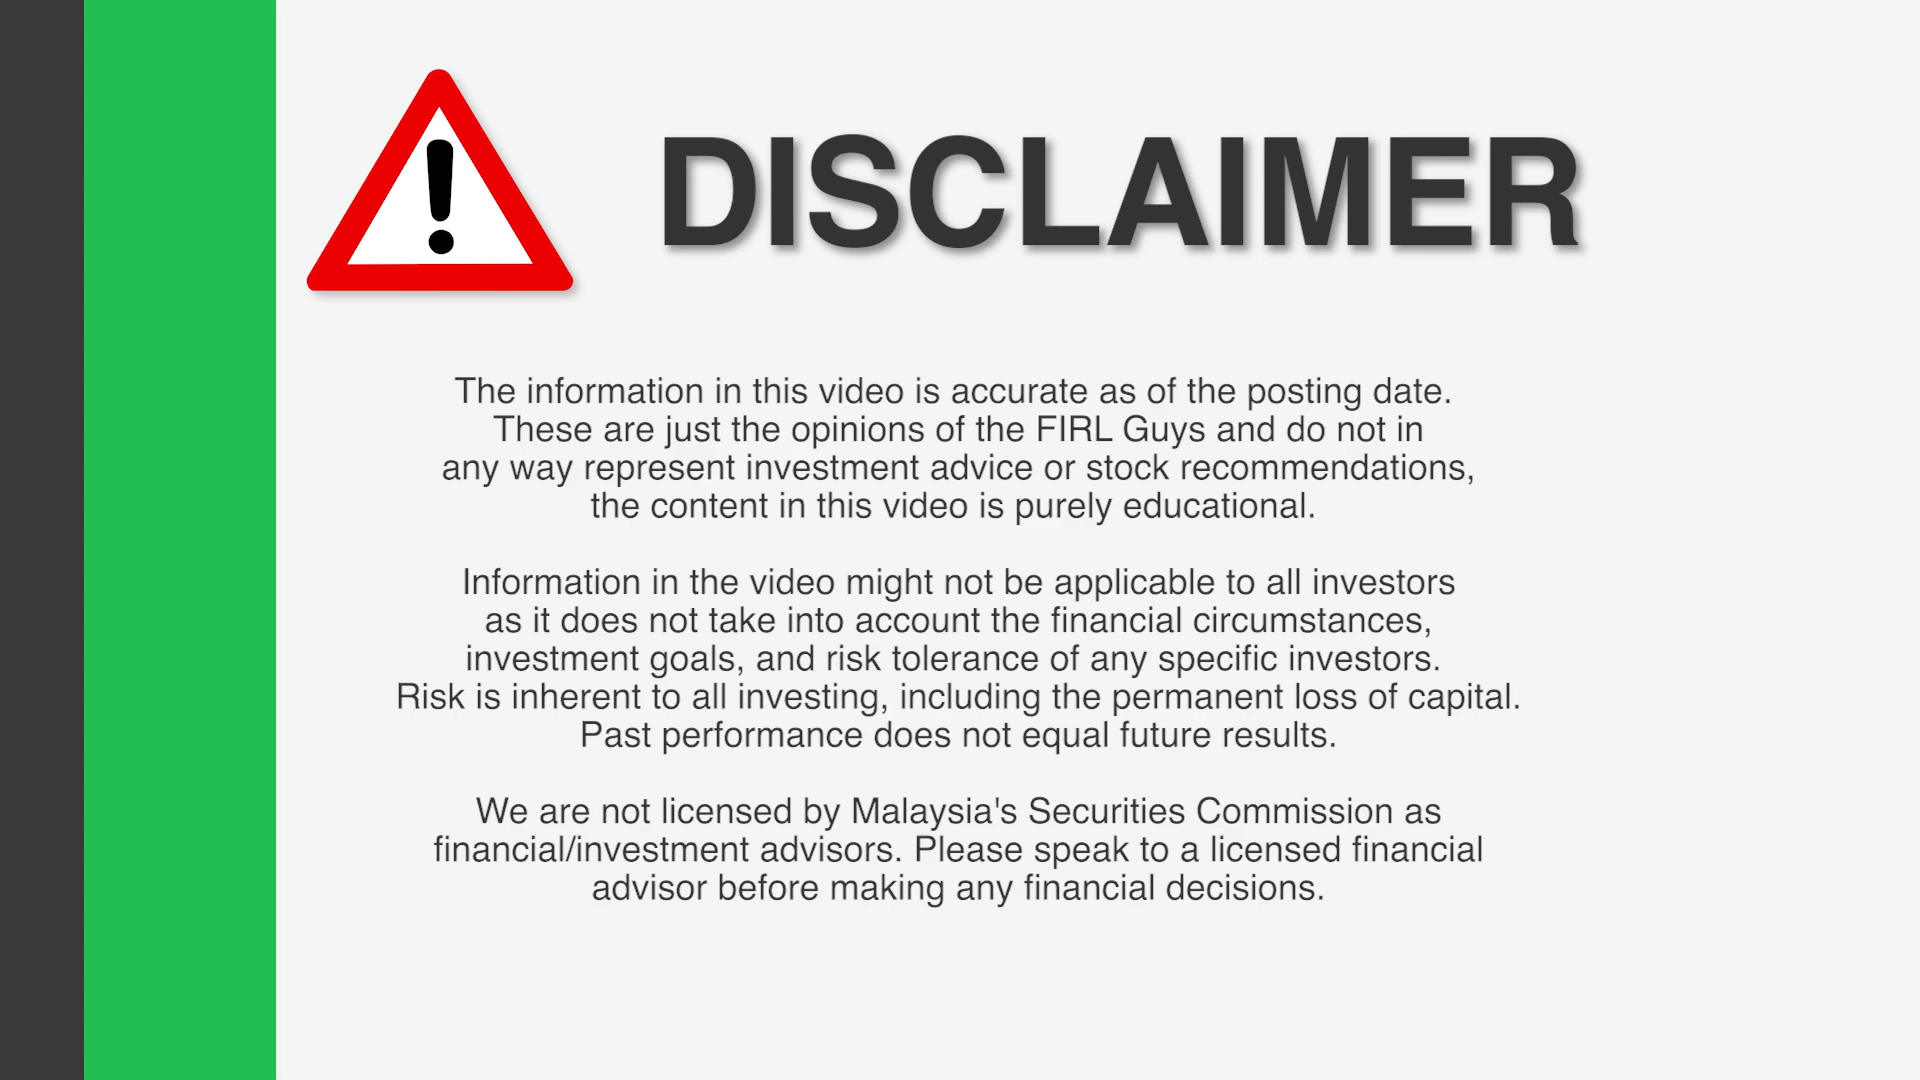 DISCLAIMER
The information in this video is accurate as of the posting date.
These are just the opinions of the FIRL Guys and do not in
any way represent investment advice or stock recommendations,
the content in this video is purely educational.
Information in the video might not be applicable to all investors
as it does not take into account the financial circumstances,
investment goals, and risk tolerance of any specific investors.
Risk is inherent to all investing, including the permanent loss of capital.
Past performance does not equal future results.
We are not licensed by Malaysia's Securities Commission as
financial/investment advisors. Please speak to a licensed financial
advisor before making any financial decisions.